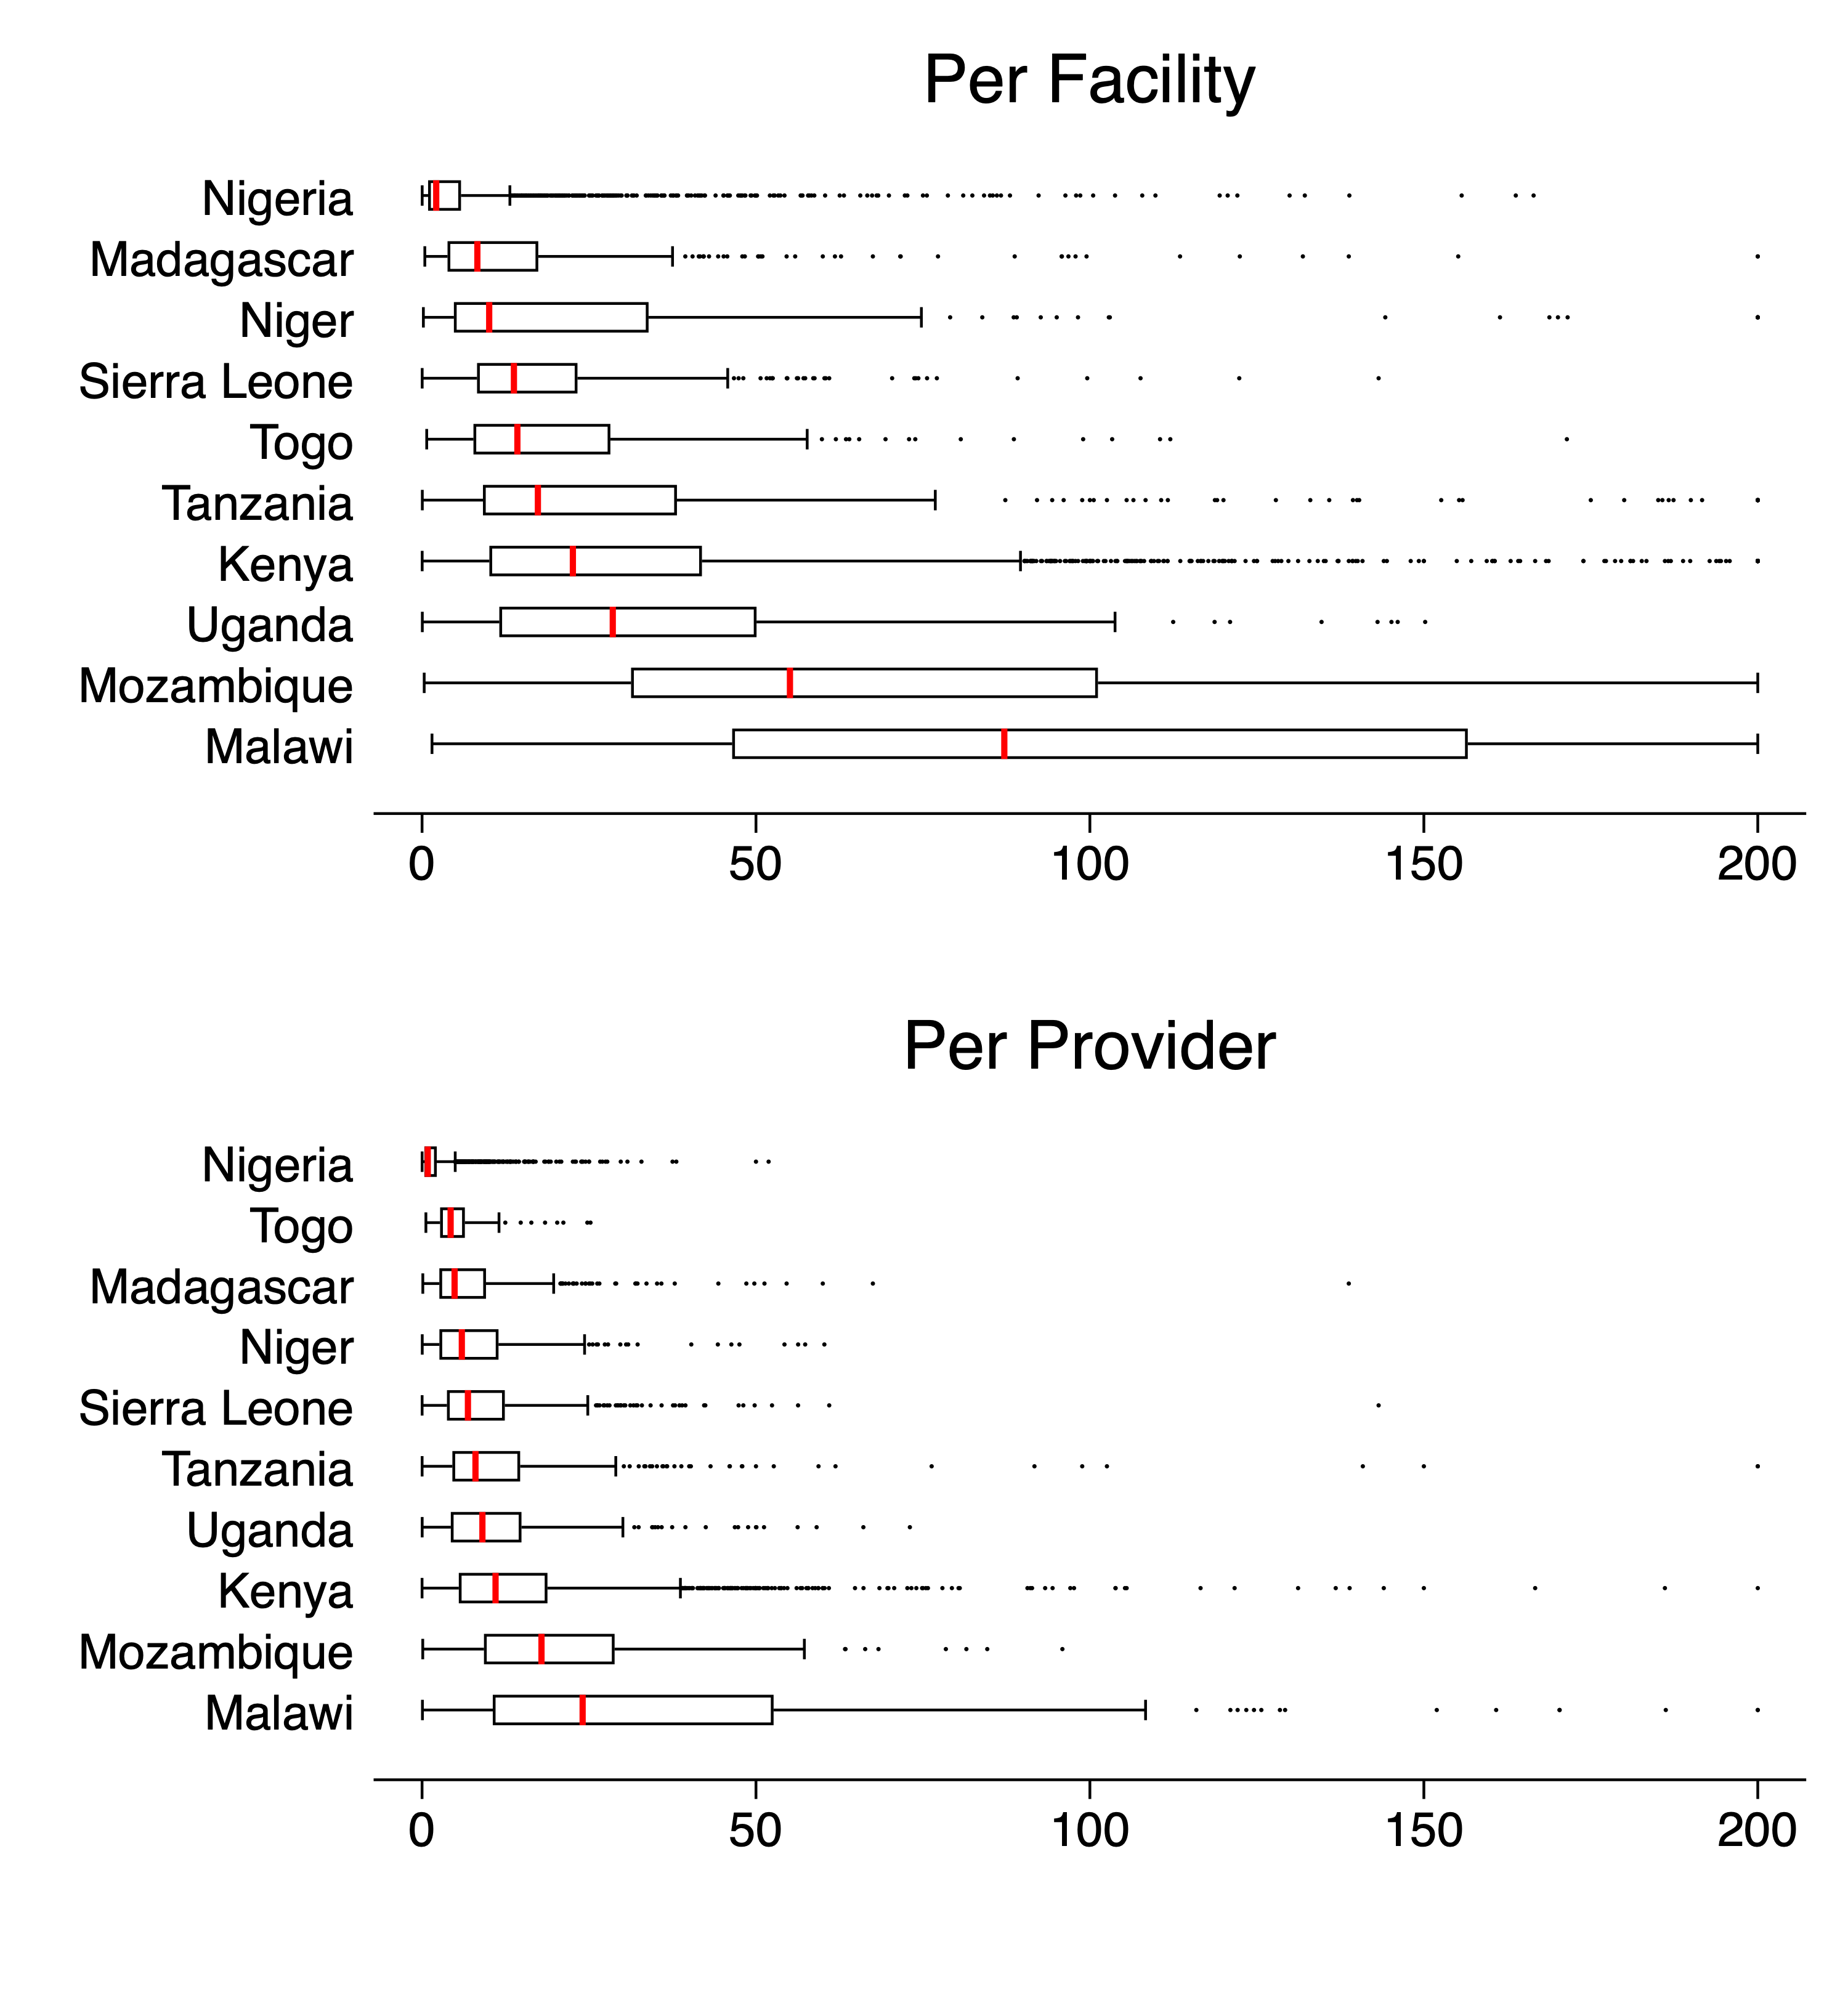 Per Facility
Nigeria
Madagascar
Niger
Sierra Leone
Togo
Tanzania
Kenya
Uganda
Mozambique
Malawi
0 50 100 150 200
Per Provider
Nigeria
Togo
Madagascar
Niger
Sierra Leone
Tanzania
Uganda
Kenya
Mozambique
Malawi
0 50 100 150 200